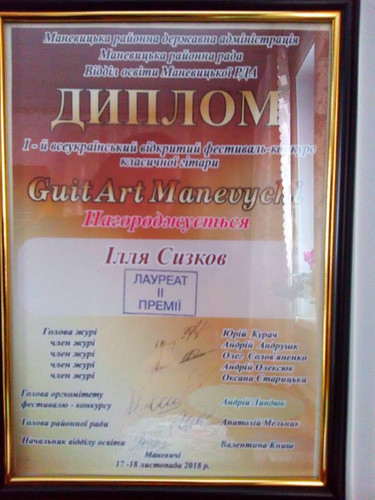 Маневицька районна державна адміністрація
Маневицька районна рада
Відділ освіти Маневицької РДА
ДИПЛОМ
І - й всеукраїнський відкритий фестиваль-конкурс
класичної гітари
GuitArt Manevychi
Нагороджується
Ілля Сизков
ЛАУРЕАТ
ІІ
ПРЕМІЇ
Голова журі Юрій Курач
член журі Андрій Андрушк
член журі Олег Солов'яненко
член журі Андрій Олексюк
член журі Оксана Старицька
Голова оргкомітету
фестивалю - конкурсу Андрій Линдюк
Голова районної ради Анатолій Мельник
Начальник відділу освіти Валентина Книш
Маневичі
17 -18 листопада 2018 р.